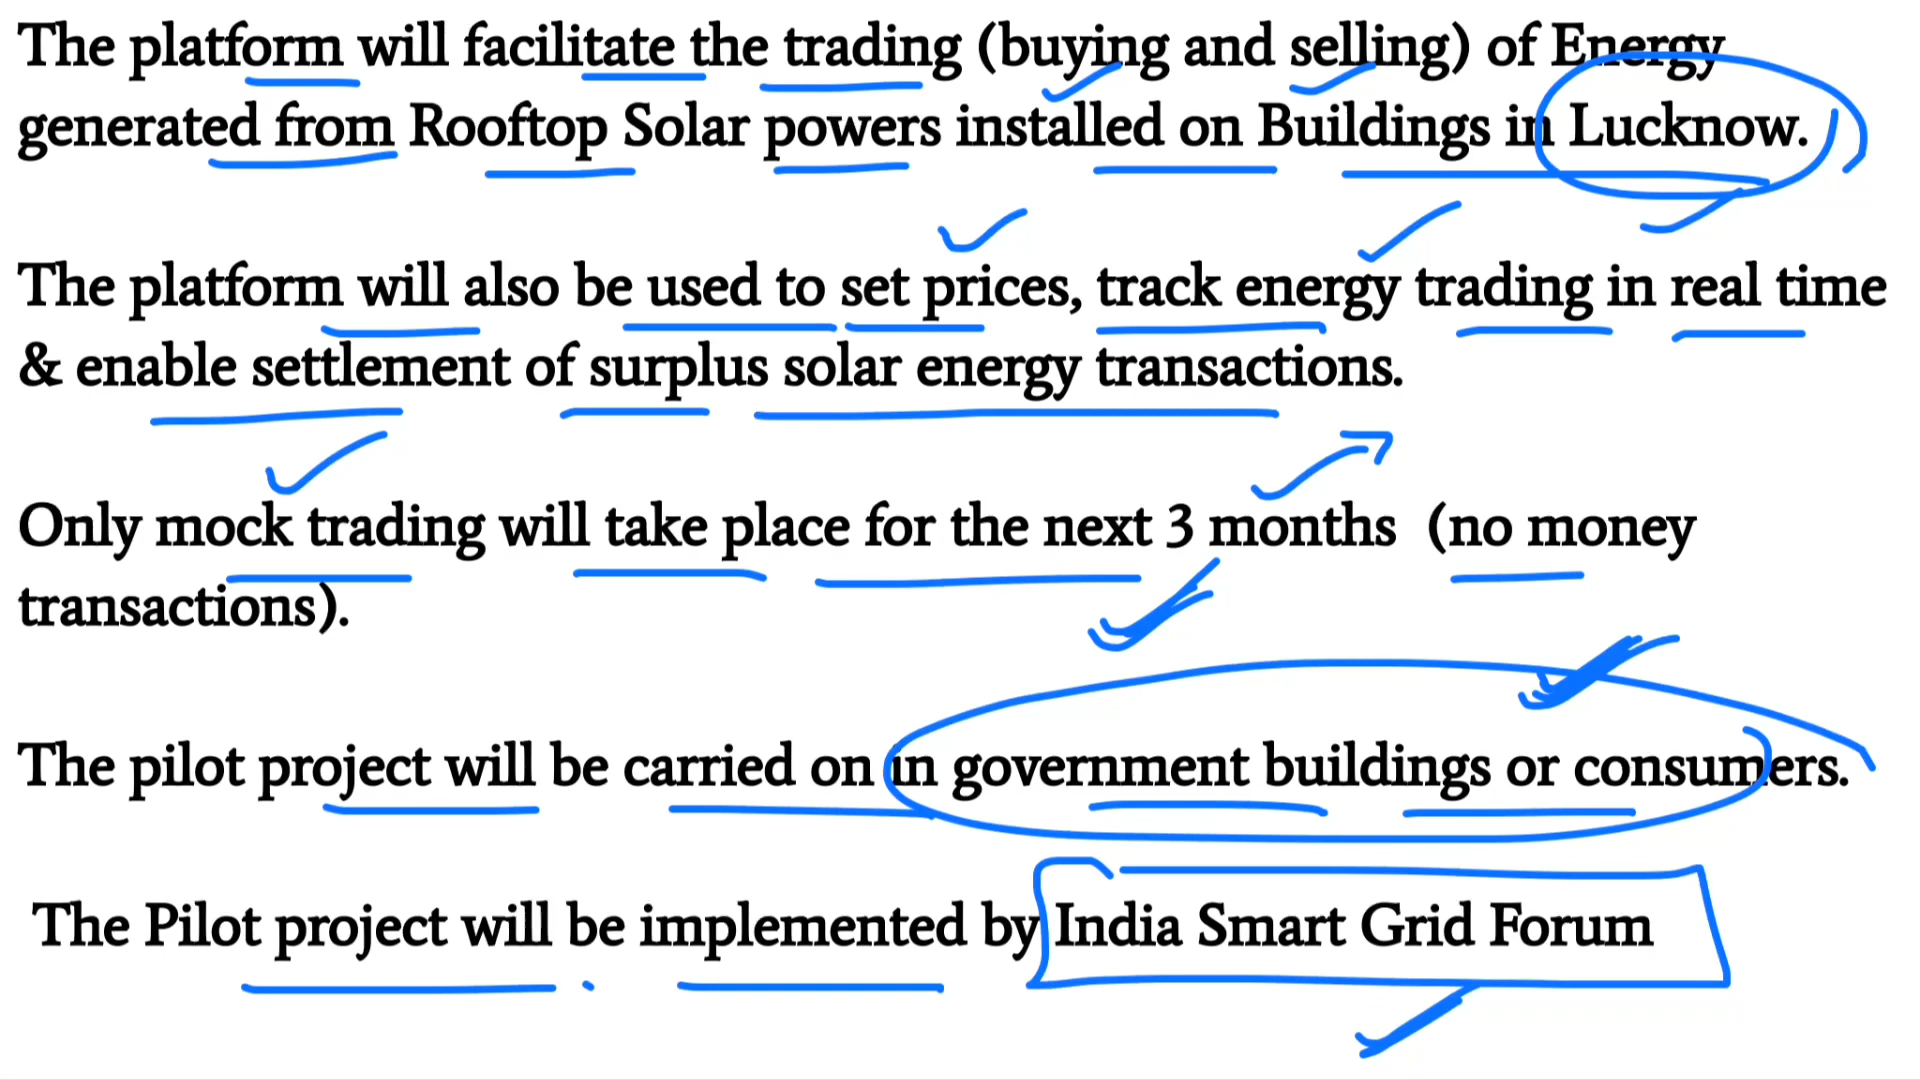 The platform will facilitate the trading (buying and selling) of Energy
generated from Rooftop Solar powers installed on Buildings in Lucknow.
The platform will also be used to set prices, track energy trading in real time
& enable settlement of surplus solar energy transactions.
Only mock trading will take place for the next 3 months (no money
transactions).
The pilot project will be carried on in government buildings or consumers.
The Pilot project will be implemented by India Smart Grid Forum